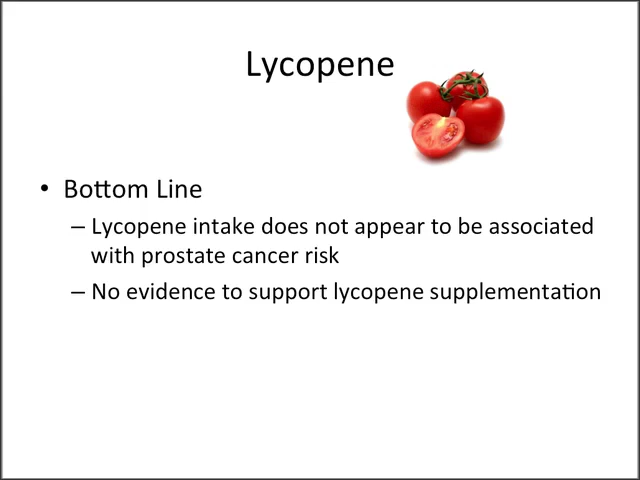 Lycopene
• Bottom Line
– Lycopene intake does not appear to be associated
with prostate cancer risk
– No evidence to support lycopene supplementation